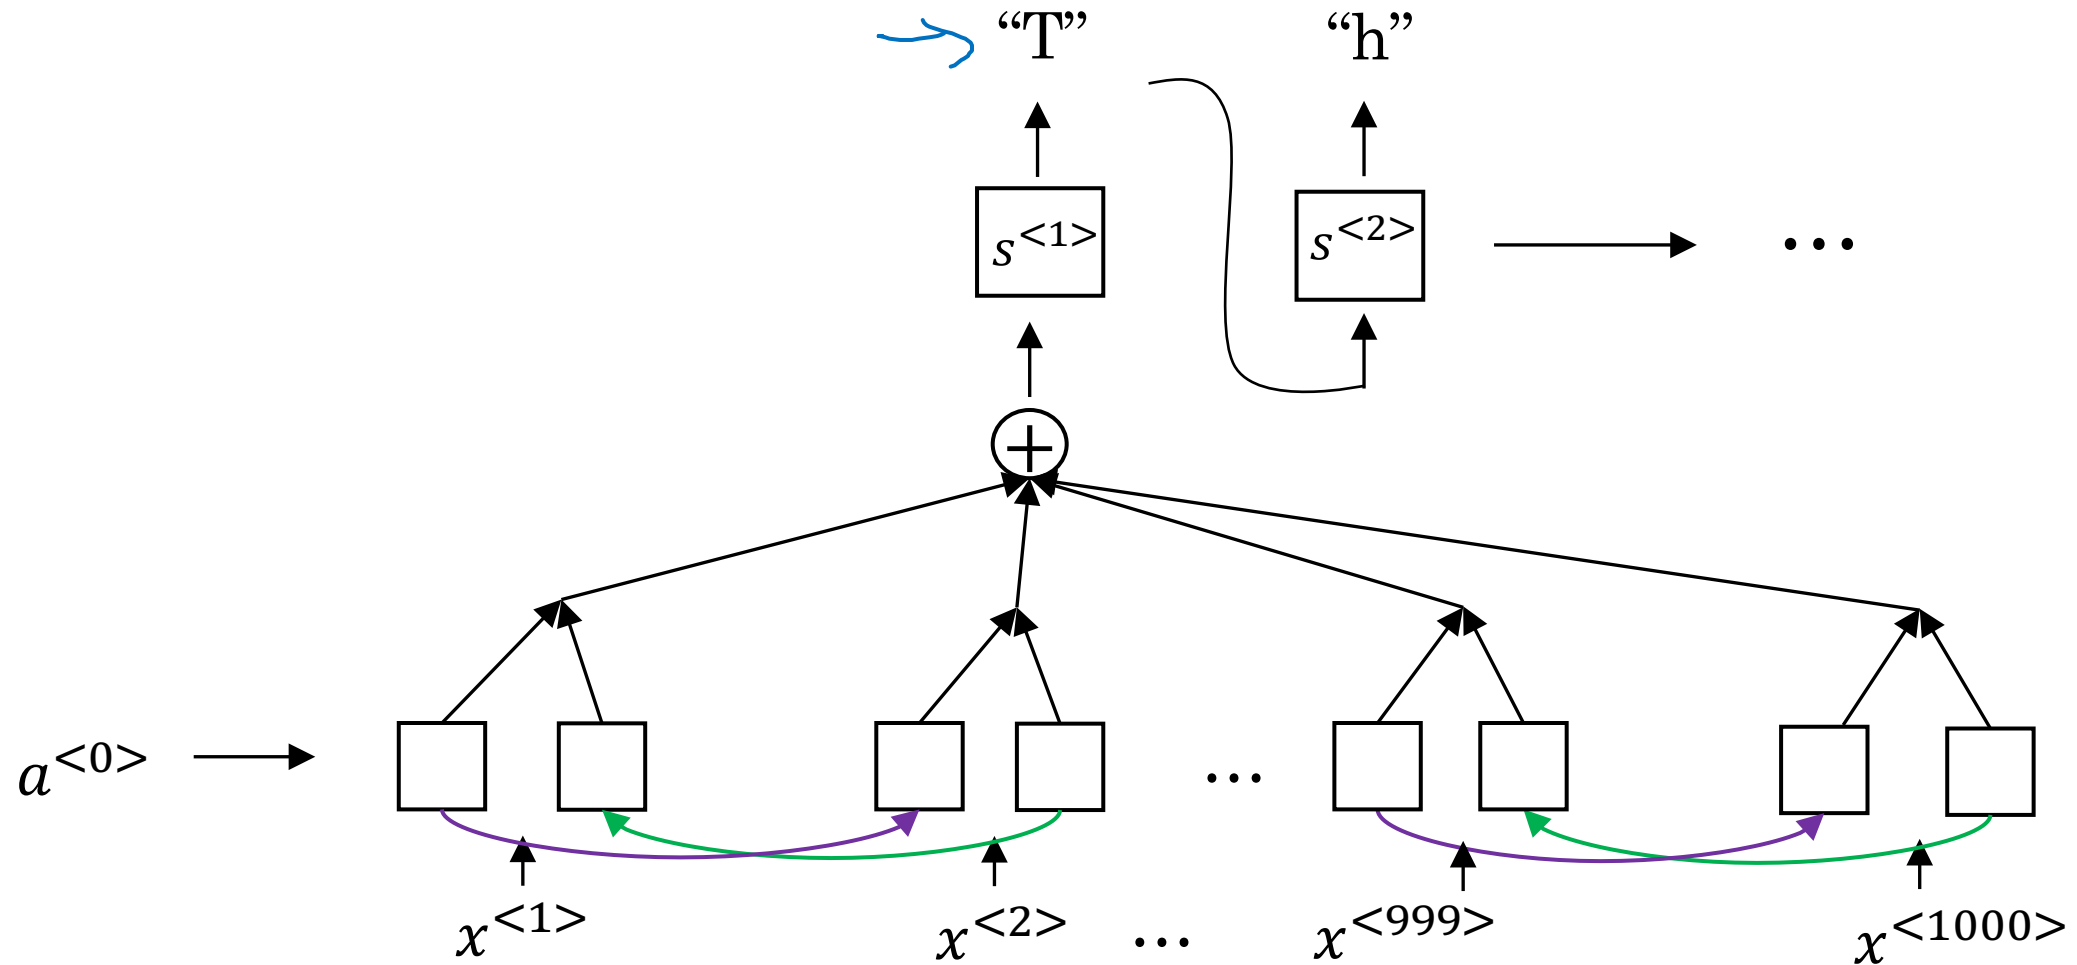 “T” “h”
s<1> s<2> ...
+
a<0> ...
x<1> x<2> ... x<999> x<1000>